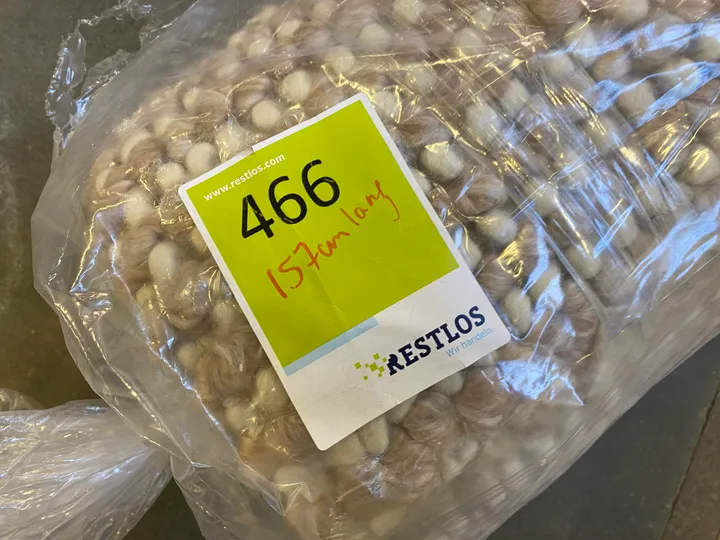 www.restlos.com
466
157cm lang
RESTLOS
Wir handeln.